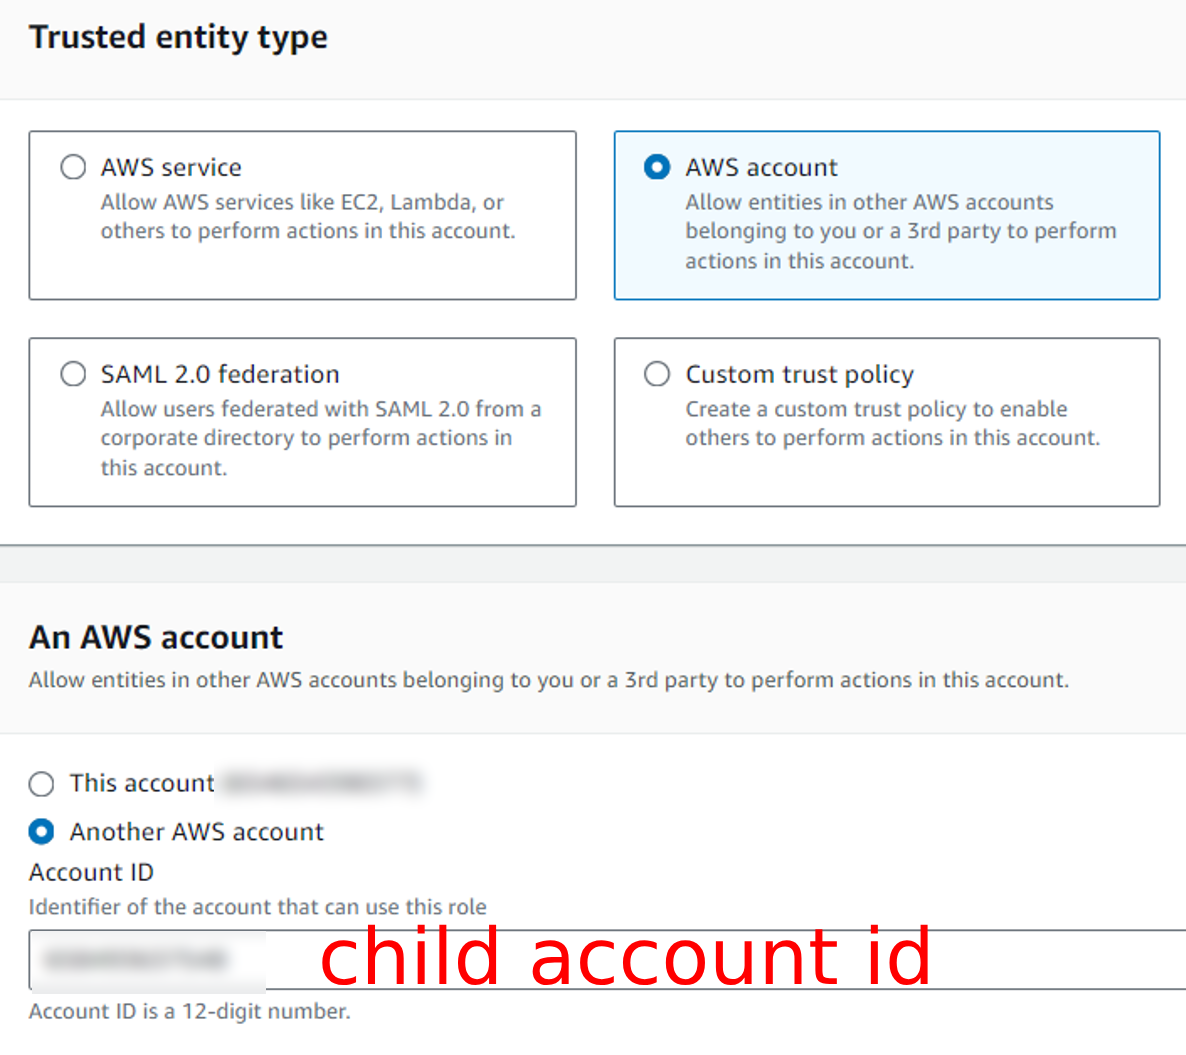 Trusted entity type
AWS service
Allow AWS services like EC2, Lambda, or
others to perform actions in this account.
AWS account
Allow entities in other AWS accounts
belonging to you or a 3rd party to perform
actions in this account.
SAML 2.0 federation
Allow users federated with SAML 2.0 from a
corporate directory to perform actions in
this account.
Custom trust policy
Create a custom trust policy to enable
others to perform actions in this account.
An AWS account
Allow entities in other AWS accounts belonging to you or a 3rd party to perform actions in this account.
This account
Another AWS account
Account ID
Identifier of the account that can use this role
child account id
Account ID is a 12-digit number.